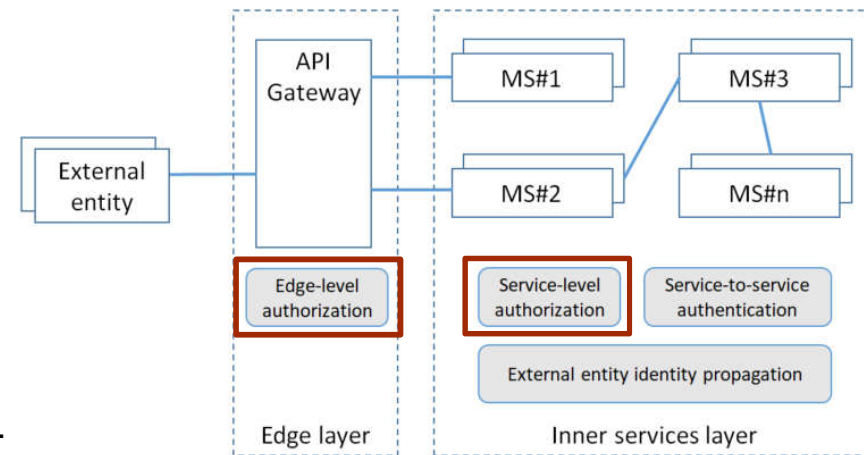 API
Gateway
MS#1
MS#3
External
entity
MS#2
MS#n
Edge-level
authorization
Service-level
authorization
Service-to-service
authentication
External entity identity propagation
.
Edge layer
Inner services layer